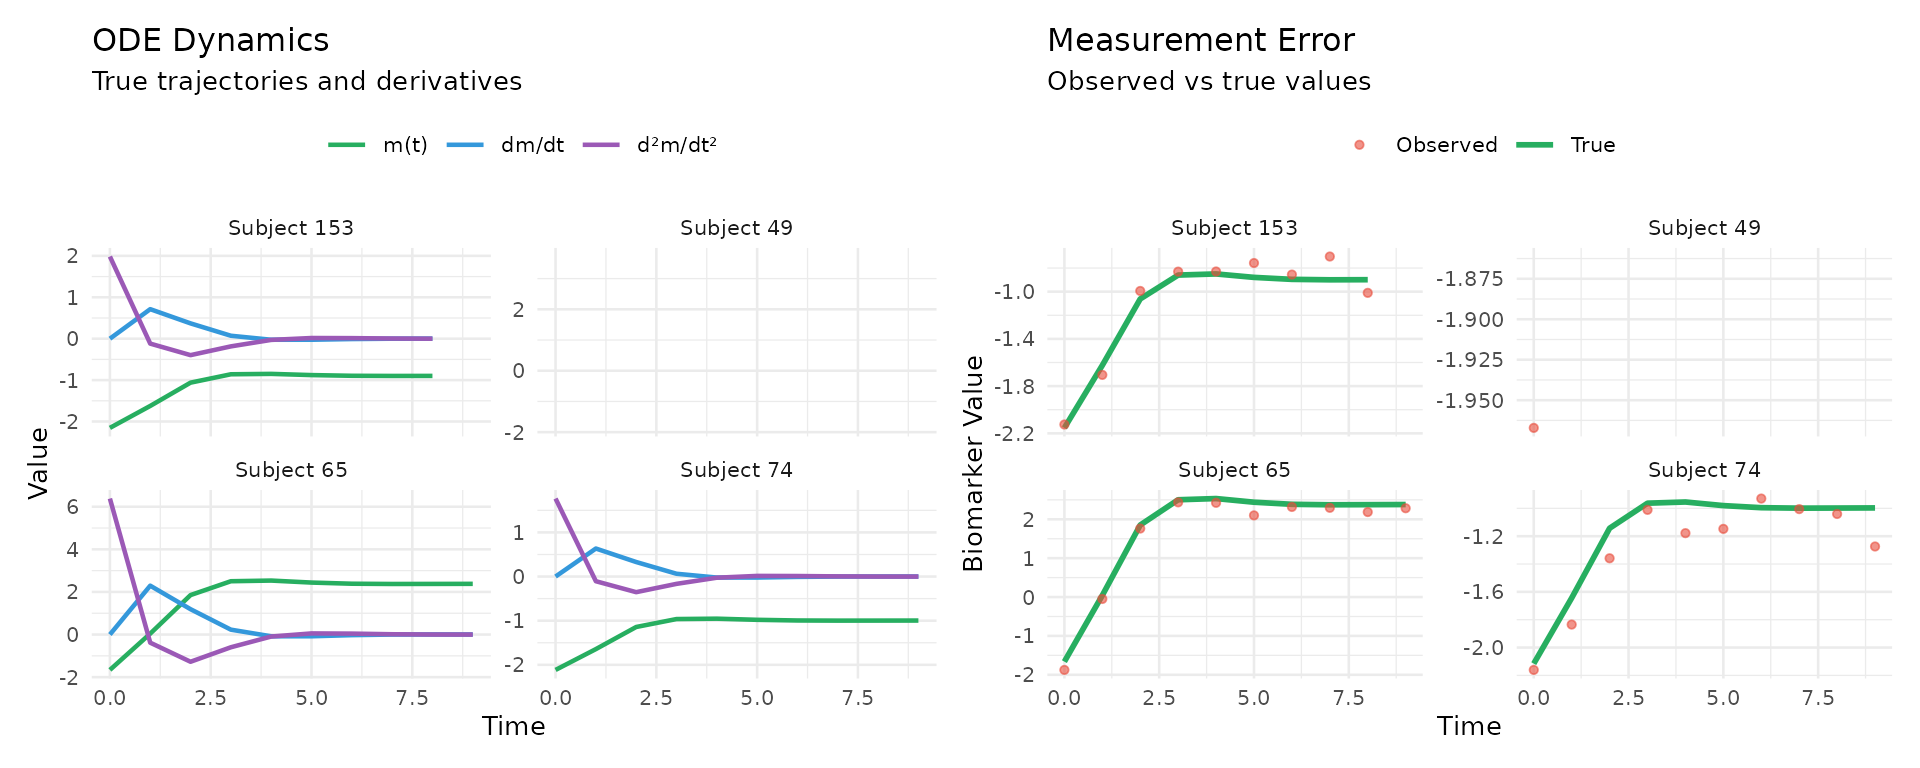 ODE Dynamics
True trajectories and derivatives
m(t) dm/dt d²m/dt²
Subject 153 Subject 49
2
1
0
-1
-2
2
0
-2
Subject 65 Subject 74
6
4
2
0
-2
1
0
-1
-2
0.0 2.5 5.0 7.5 0.0 2.5 5.0 7.5
Value
Time
Measurement Error
Observed vs true values
Observed True
Subject 153 Subject 49
-1.0
-1.4
-1.8
-2.2
-1.875
-1.900
-1.925
-1.950
Subject 65 Subject 74
2
1
0
-1
-2
-1.2
-1.6
-2.0
0.0 2.5 5.0 7.5 0.0 2.5 5.0 7.5
Biomarker Value
Time